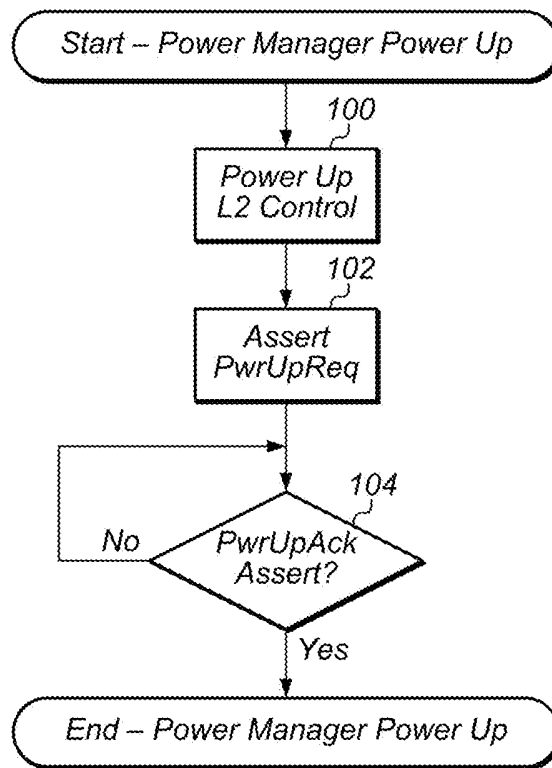 Start – Power Manager Power Up
100
Power Up
L2 Control
102
Assert
PwrUpReq
104
PwrUpAck
Assert?
No
Yes
End – Power Manager Power Up